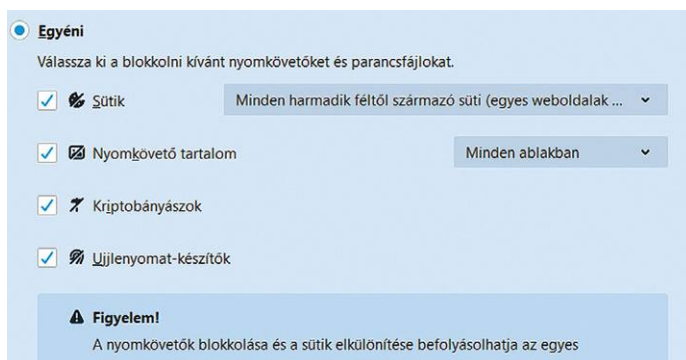 Egyéni
Válassza ki a blokkolni kívánt nyomkövetőket és parancsfájlokat.
Sütik Minden harmadik féltől származó süti (egyes weboldalak ...
Nyomkövető tartalom Minden ablakban
Kriptobányászok
Ujjlenyomat-készítők
Figyelem!
A nyomkövetők blokkolása és a sütik elkülönítése befolyásolhatja az egyes